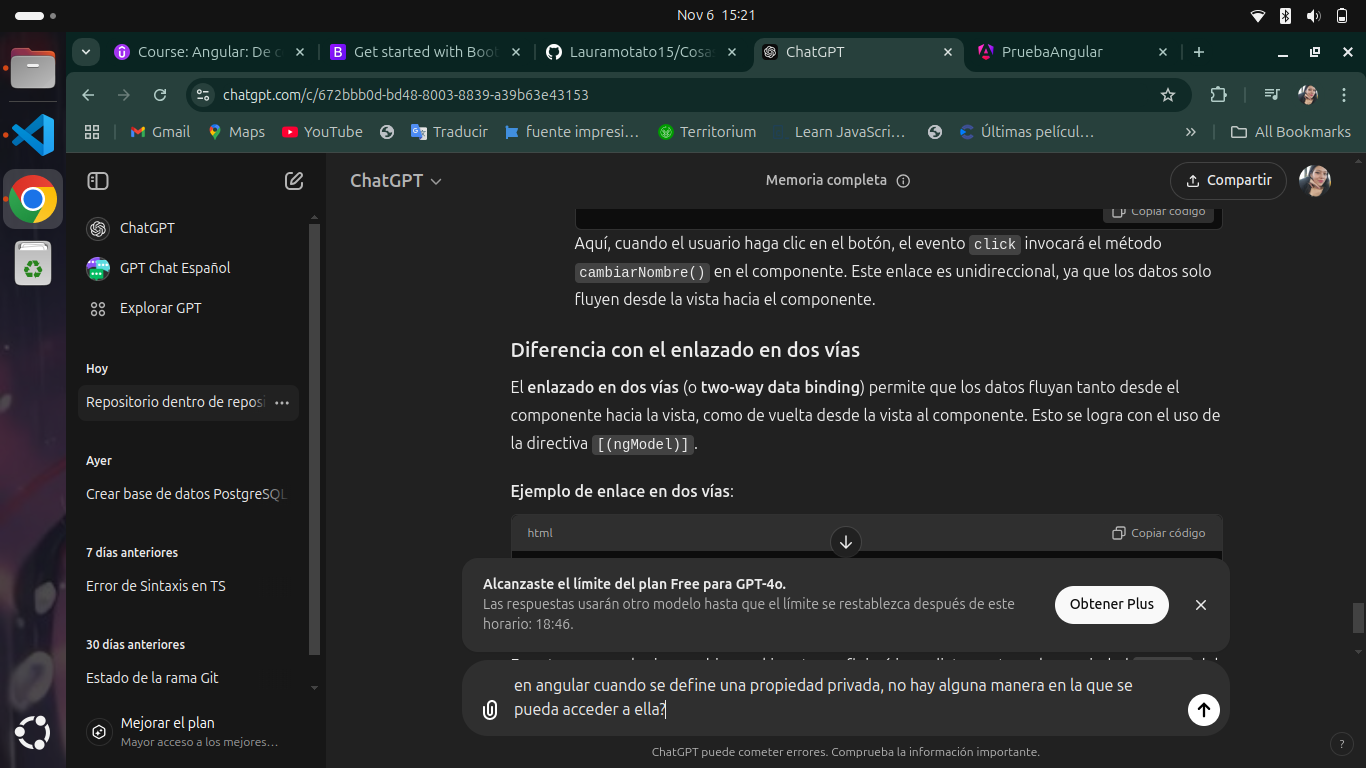 Nov 6 15:21
Course: Angular: De c
Get started with Boot
Lauramotato15/Cosas
ChatGPT
PruebaAngular
chatgpt.com/c/672bbb0d-bd48-8003-8839-a39b63e43153
Gmail
Maps
YouTube
Traducir
fuente impresi...
Territorium
Learn JavaScri...
Últimas películ...
»
All Bookmarks
ChatGPT
GPT Chat Español
Explorar GPT
Hoy
Repositorio dentro de reposi
Ayer
Crear base de datos PostgreSQL
7 días anteriores
Error de Sintaxis en TS
30 días anteriores
Estado de la rama Git
Mejorar el plan
Mayor acceso a los mejores...
ChatGPT
Memoria completa
Compartir
Copiar código
Aquí, cuando el usuario haga clic en el botón, el evento click invocará el método
cambiarNombre() en el componente. Este enlace es unidireccional, ya que los datos solo
fluyen desde la vista hacia el componente.
Diferencia con el enlazado en dos vías
El enlazado en dos vías (o two-way data binding) permite que los datos fluyan tanto desde el
componente hacia la vista, como de vuelta desde la vista al componente. Esto se logra con el uso de
la directiva [(ngModel)].
Ejemplo de enlace en dos vías:
html
Copiar código
Alcanzaste el límite del plan Free para GPT-4o.
Las respuestas usarán otro modelo hasta que el límite se restablezca después de este
horario: 18:46.
Obtener Plus
en angular cuando se define una propiedad privada, no hay alguna manera en la que se
pueda acceder a ella?
ChatGPT puede cometer errores. Comprueba la información importante.
?